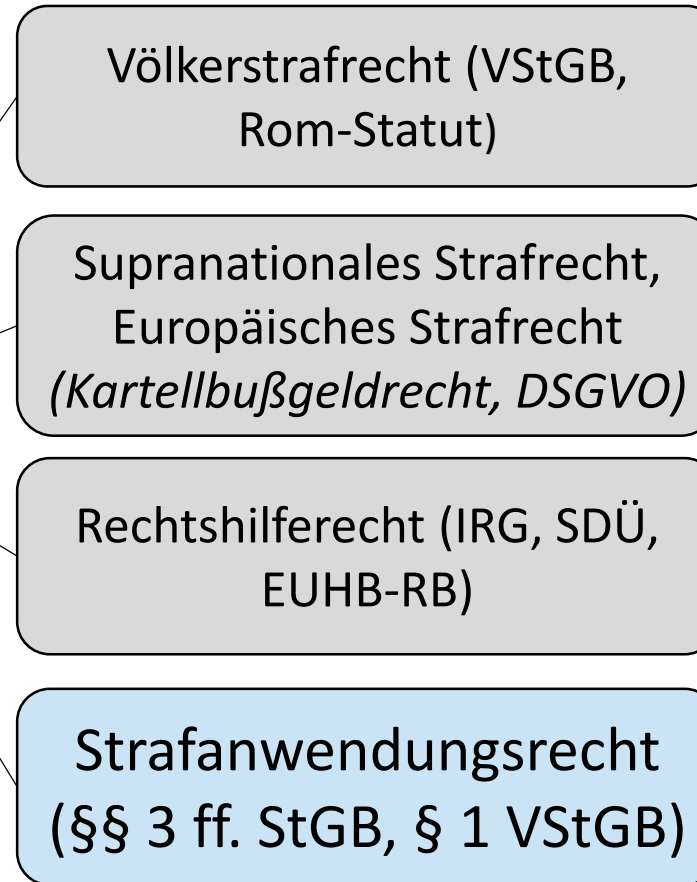 Völkerstrafrecht (VStGB,
Rom-Statut)
Supranationales Strafrecht,
Europäisches Strafrecht
(Kartellbußgeldrecht, DSGVO)
Rechtshilferecht (IRG, SDÜ,
EUHB-RB)
Strafanwendungsrecht
(§§ 3 ff. StGB, § 1 VStGB)